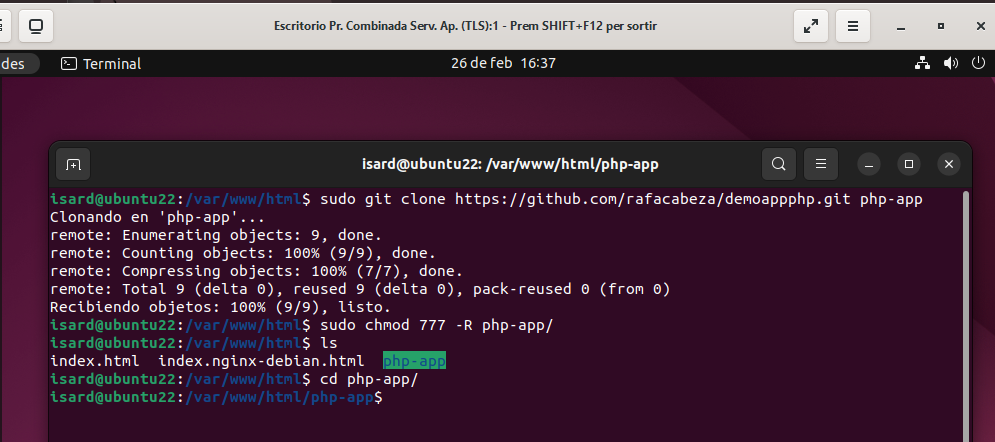 Escritorio Pr. Combinada Serv. Ap. (TLS):1 - Prem SHIFT+F12 per sortir
des Terminal 26 de feb 16:37
isard@ubuntu22: /var/www/html/php-app
isard@ubuntu22:/var/www/html$ sudo git clone https://github.com/rafacabeza/demoappphp.git php-app
Clonando en 'php-app'...
remote: Enumerating objects: 9, done.
remote: Counting objects: 100% (9/9), done.
remote: Compressing objects: 100% (7/7), done.
remote: Total 9 (delta 0), reused 9 (delta 0), pack-reused 0 (from 0)
Recibiendo objetos: 100% (9/9), listo.
isard@ubuntu22:/var/www/html$ sudo chmod 777 -R php-app/
isard@ubuntu22:/var/www/html$ ls
index.html  index.nginx-debian.html  php-app
isard@ubuntu22:/var/www/html$ cd php-app/
isard@ubuntu22:/var/www/html/php-app$